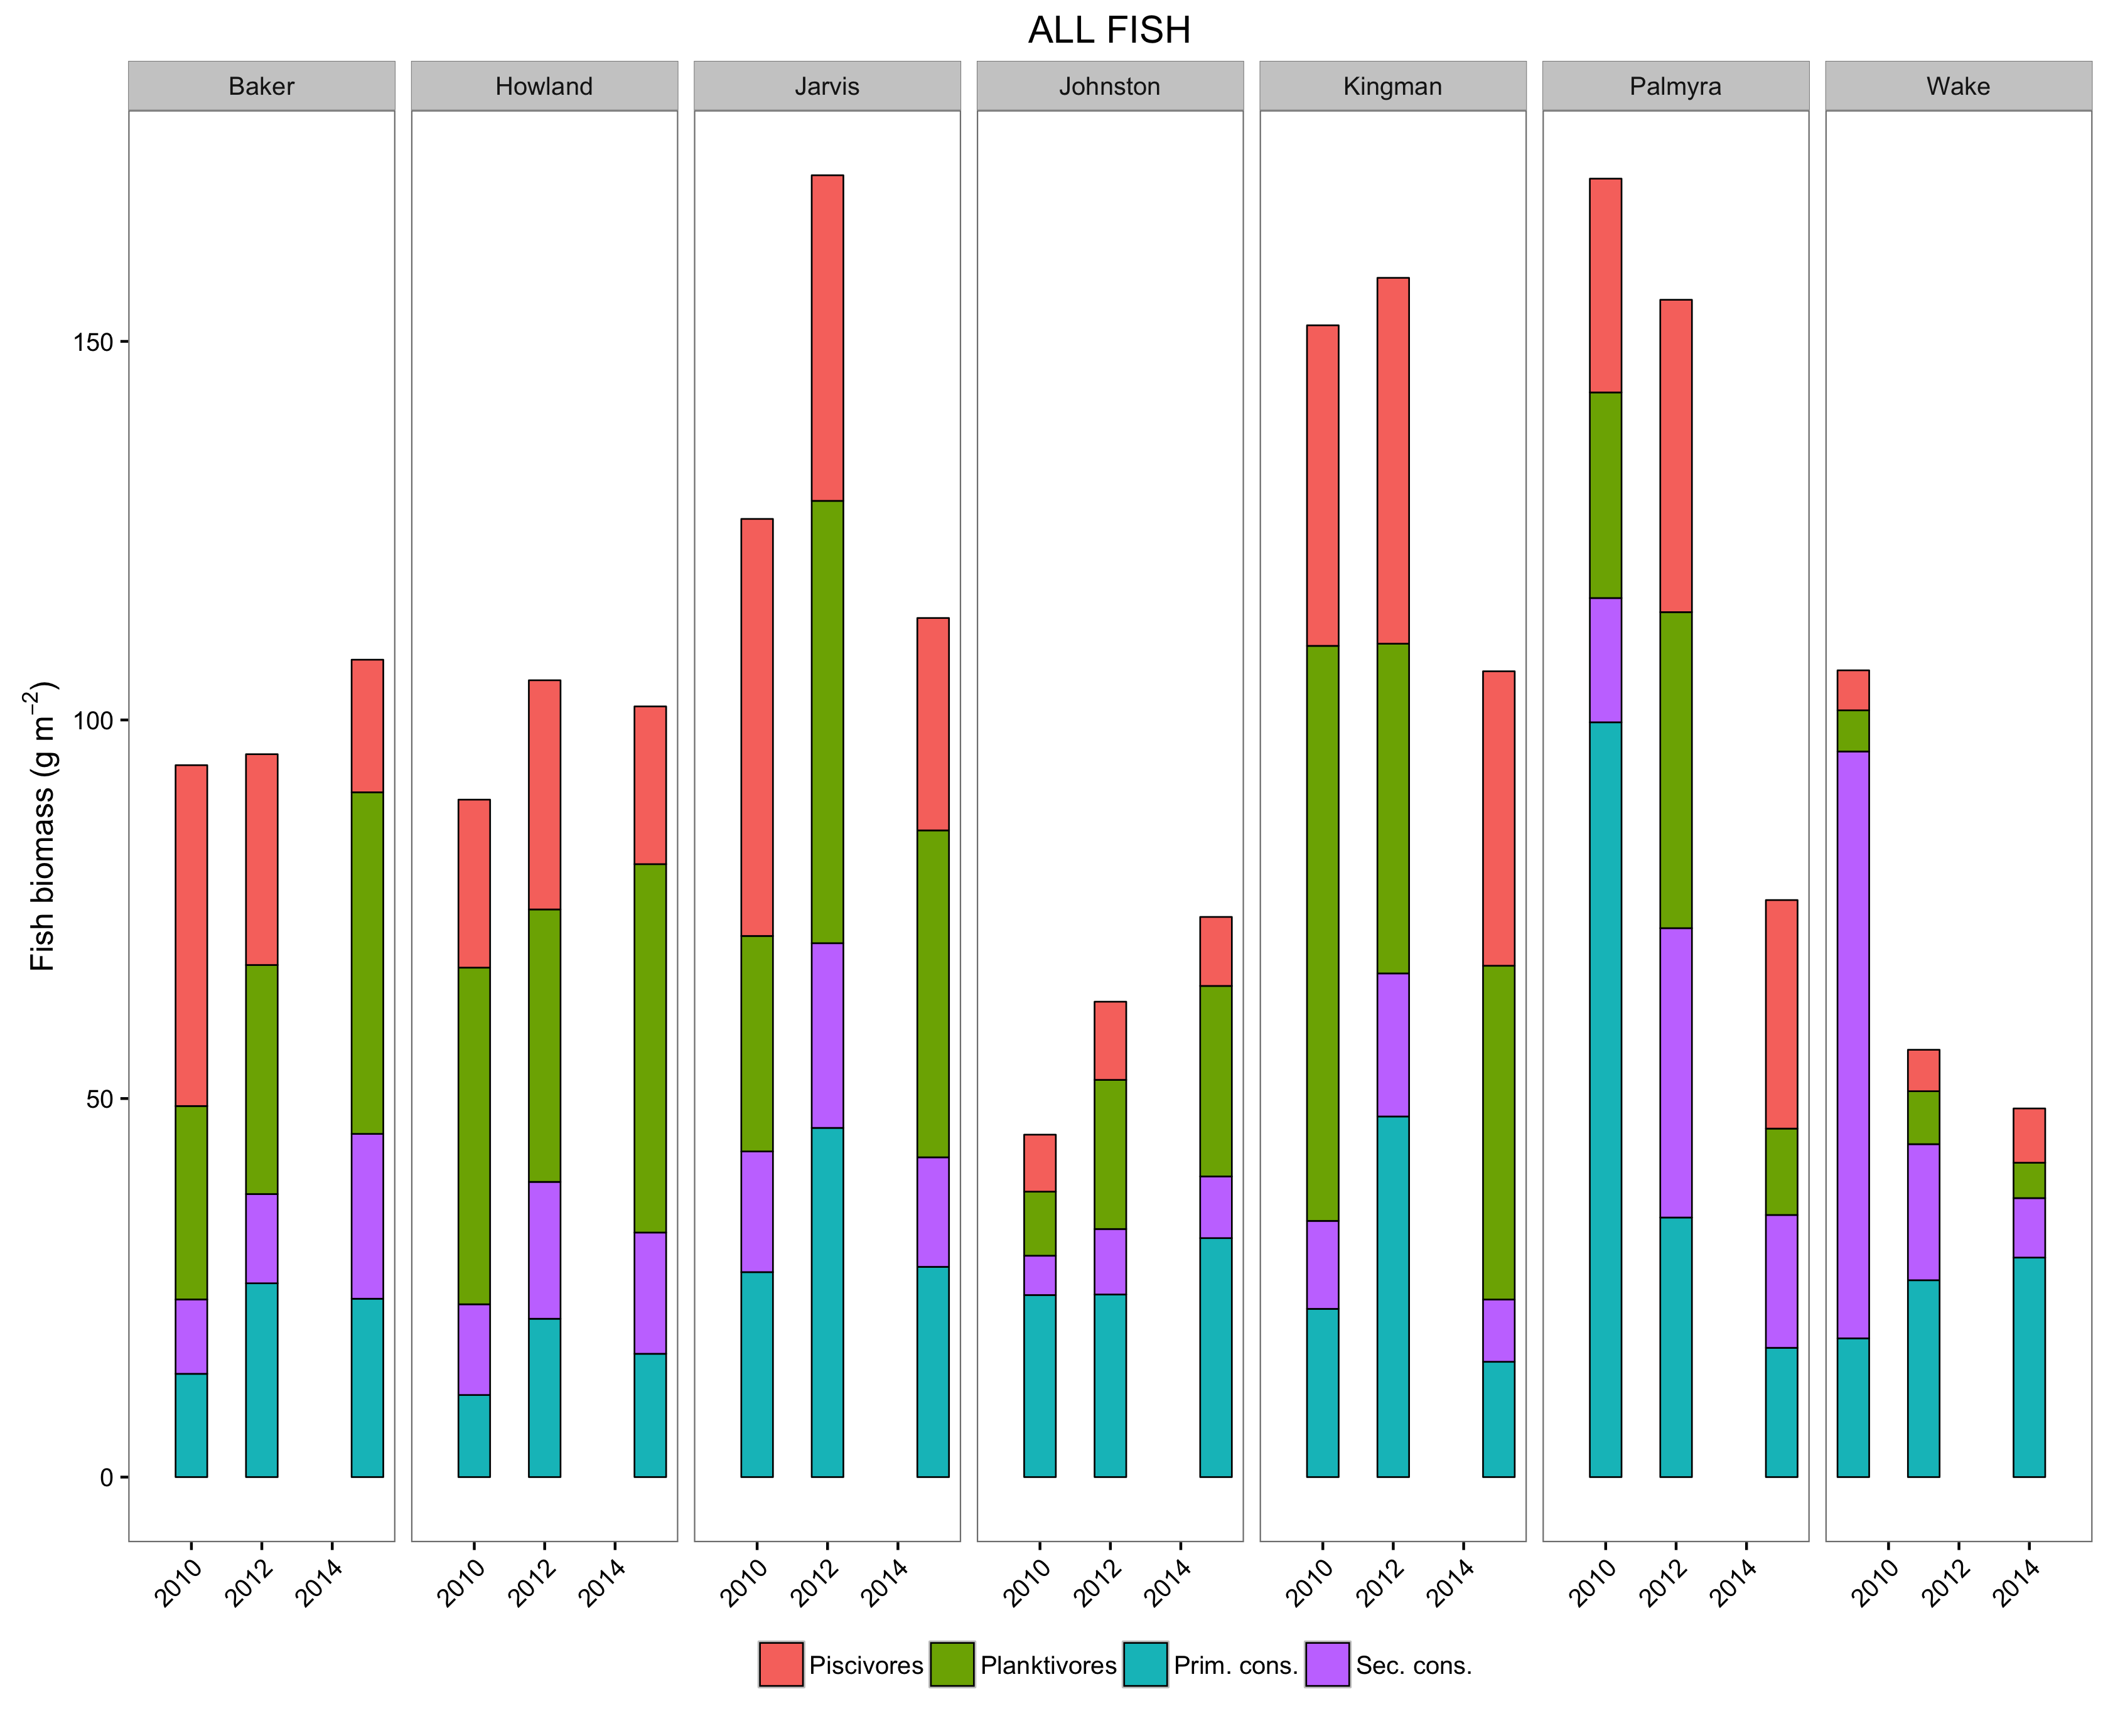 ALL FISH
Baker Howland Jarvis Johnston Kingman Palmyra Wake
Fish biomass (g m−2)
150
100
50
0
2010 2012 2014 2010 2012 2014 2010 2012 2014 2010 2012 2014 2010 2012 2014 2010 2012 2014 2010 2012 2014
Piscivores Planktivores Prim. cons. Sec. cons.